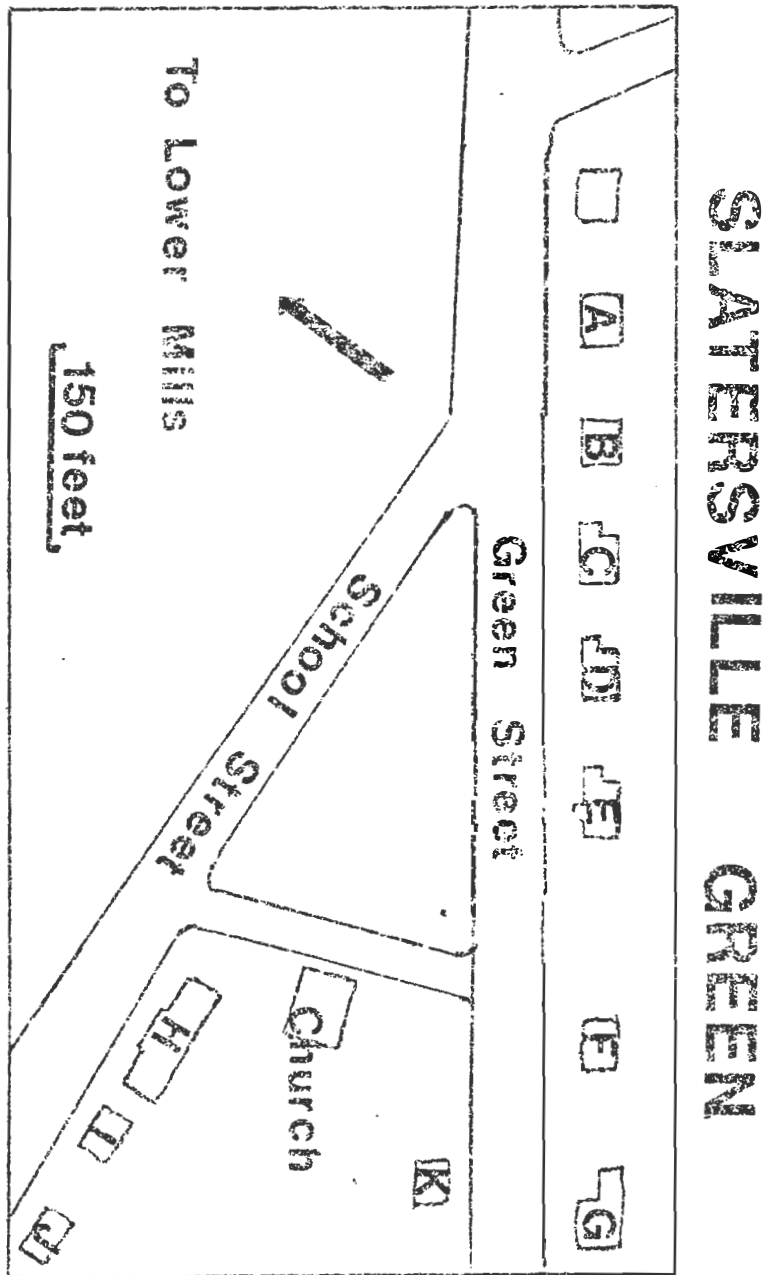 SLATERSVILLE GREEN
A
B
C
D
E
F
G
Green Street
School Street
Church
H
I
J
K
To Lower Mills
150 feet